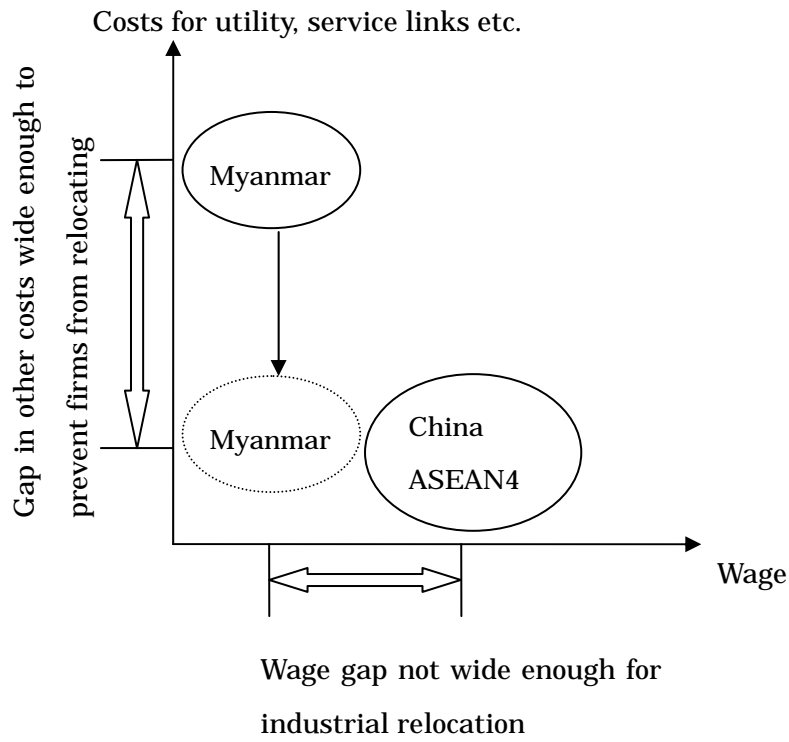 Costs for utility, service links etc.
Gap in other costs wide enough to
prevent firms from relocating
Myanmar
Myanmar
China
ASEAN4
Wage
Wage gap not wide enough for
industrial relocation